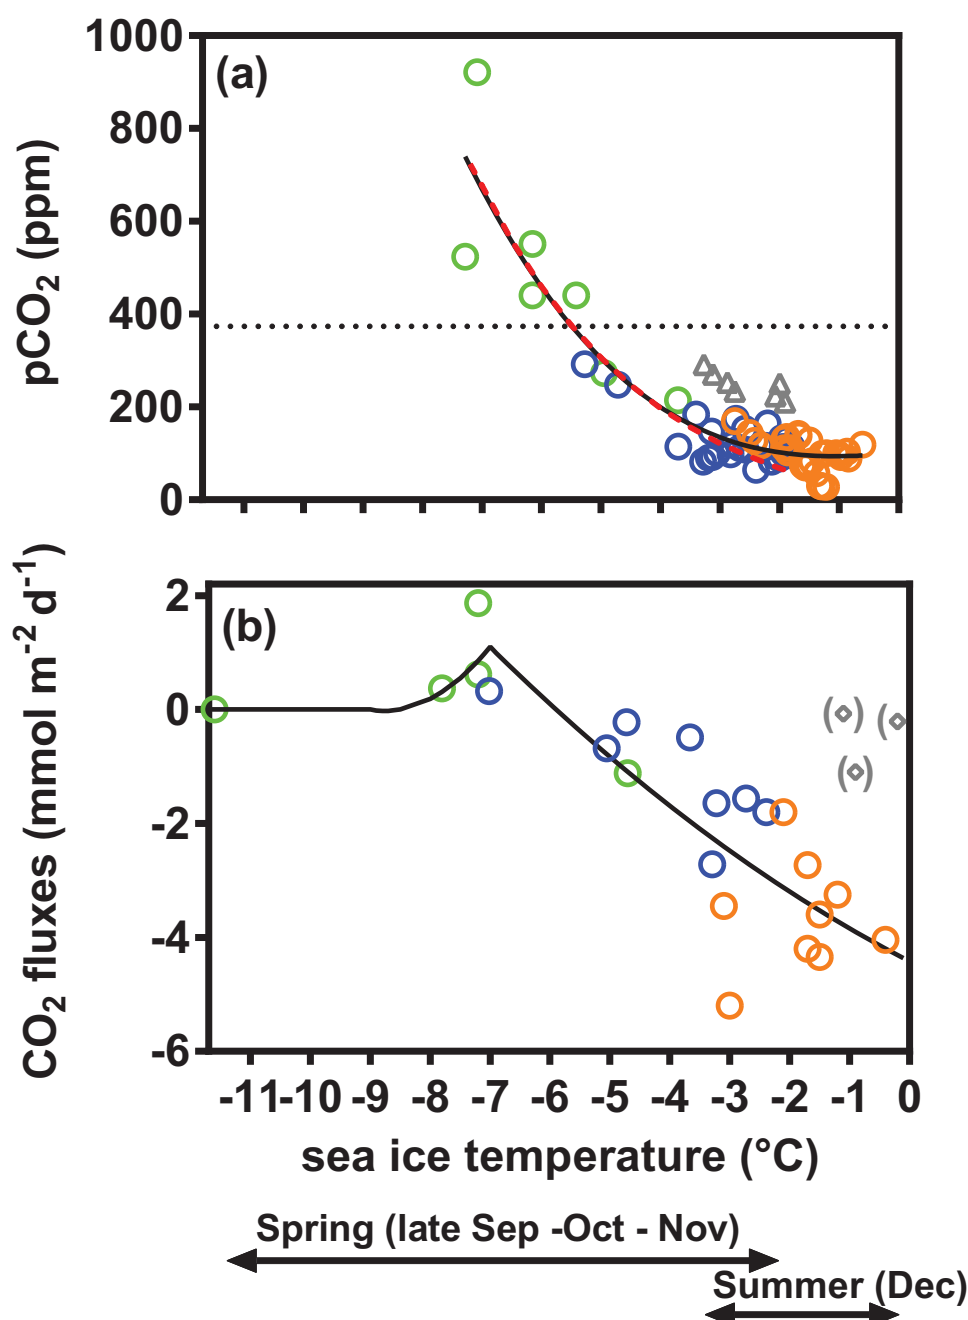 1000
800
600
400
200
0
pCO₂ (ppm)
(a)
2
0
-2
-4
-6
CO₂ fluxes (mmol m⁻² d⁻¹)
(b)
-11 -10 -9 -8 -7 -6 -5 -4 -3 -2 -1 0
sea ice temperature (°C)
Spring (late Sep -Oct - Nov)
Summer (Dec)